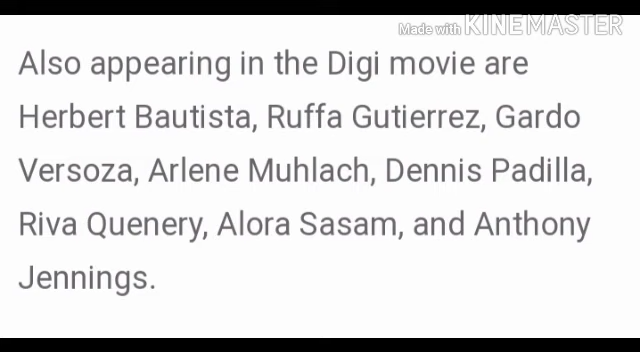 Made with KINEMASTER
Also appearing in the Digi movie are
Herbert Bautista, Ruffa Gutierrez, Gardo
Versoza, Arlene Muhlach, Dennis Padilla,
Riva Quenery, Alora Sasam, and Anthony
Jennings.